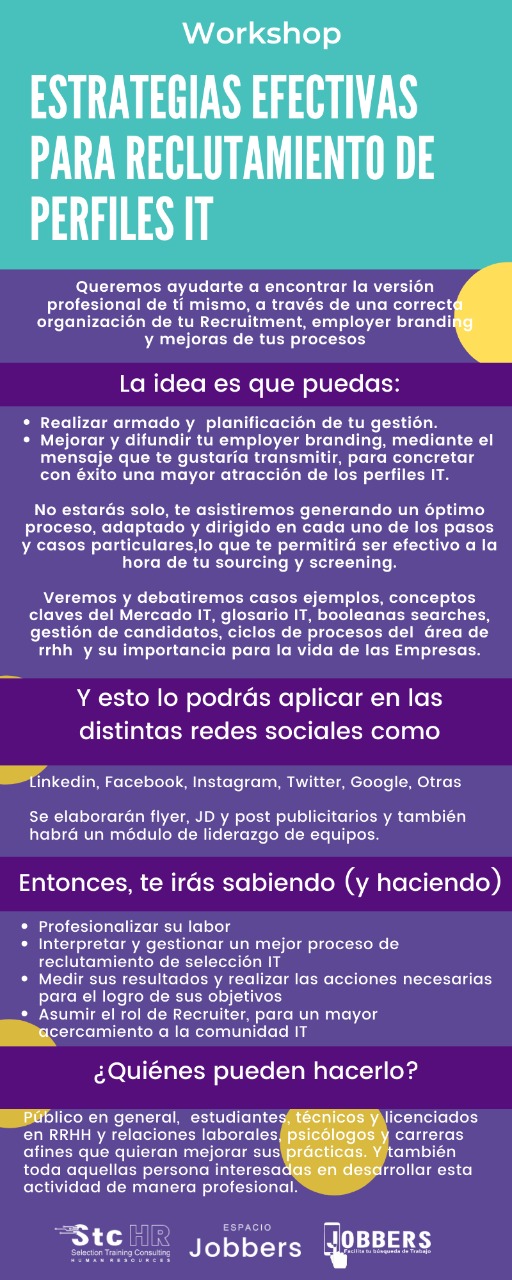 Workshop
ESTRATEGIAS EFECTIVAS
PARA RECLUTAMIENTO DE
PERFILES IT
Queremos ayudarte a encontrar la versión
profesional de tí mismo, a través de una correcta
organización de tu Recruitment, employer branding
y mejoras de tus procesos
La idea es que puedas:
• Realizar armado y  planificación de tu gestión.
• Mejorar y difundir tu employer branding, mediante el
mensaje que te gustaría transmitir, para concretar
con éxito una mayor atracción de los perfiles IT.
No estarás solo, te asistiremos generando un óptimo
proceso, adaptado y dirigido en cada uno de los pasos
y casos particulares,lo que te permitirá ser efectivo a la
hora de tu sourcing y screening.
Veremos y debatiremos casos ejemplos, conceptos
claves del Mercado IT, glosario IT, booleanas searches,
gestión de candidatos, ciclos de procesos del  área de
rrhh  y su importancia para la vida de las Empresas.
Y esto lo podrás aplicar en las
distintas redes sociales como
Linkedin, Facebook, Instagram, Twitter, Google, Otras
Se elaborarán flyer, JD y post publicitarios y también
habrá un módulo de liderazgo de equipos.
Entonces, te irás sabiendo (y haciendo)
• Profesionalizar su labor
• Interpretar y gestionar un mejor proceso de
reclutamiento de selección IT
• Medir sus resultados y realizar las acciones necesarias
para el logro de sus objetivos
• Asumir el rol de Recruiter, para un mayor
acercamiento a la comunidad IT
¿Quiénes pueden hacerlo?
Público en general,  estudiantes, técnicos y licenciados
en RRHH y relaciones laborales, psicólogos y carreras
afines que quieran mejorar sus prácticas. Y también
toda aquellas persona interesadas en desarrollar esta
actividad de manera profesional.
Stc HR
Selection Training Consulting
HUMAN RESOURCES
ESPACIO
Jobbers
JOBBERS
Facilita tu búsqueda de Trabajo